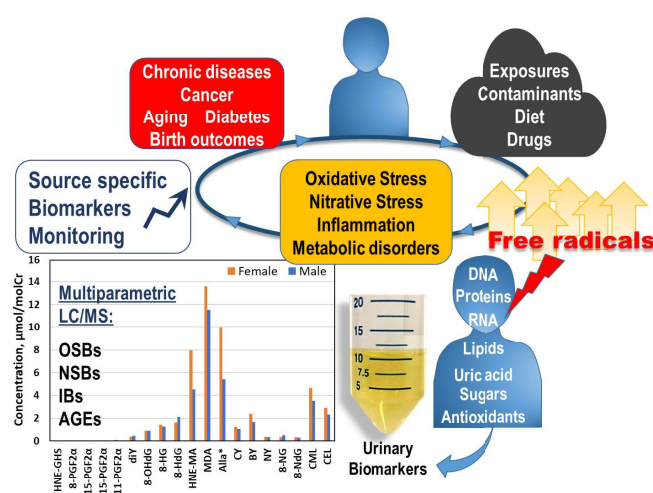 Chronic diseases
Cancer
Aging Diabetes
Birth outcomes
Exposures
Contaminants
Diet
Drugs
Source specific
Biomarkers
Monitoring
Oxidative Stress
Nitrative Stress
Inflammation
Metabolic disorders
Free radicals
DNA
Proteins
RNA
Lipids
Uric acid
Sugars
Antioxidants
Concentration, µmol/molCr
16
14
12
10
8
6
4
2
0
Female
Male
Multiparametric
LC/MS:
OSBs
NSBs
IBs
AGEs
HNE-GHS
8-PGF2α
15-PGF2α
15-PGF2α
11-PGF2α
diY
8-OHdG
8-HG
8-HdG
HNE-MA
MDA
Alla*
CY
BY
NY
8-NG
8-NdG
CML
CEL
20
15
10
7.5
5
Urinary
Biomarkers